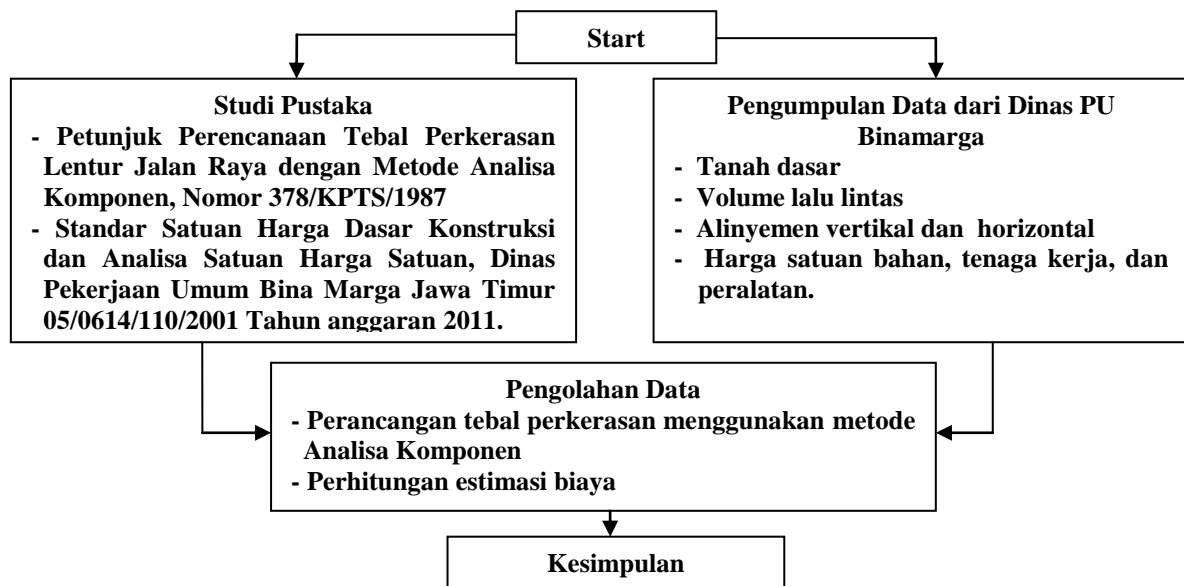 Start
Studi Pustaka
- Petunjuk Perencanaan Tebal Perkerasan
Lentur Jalan Raya dengan Metode Analisa
Komponen, Nomor 378/KPTS/1987
- Standar Satuan Harga Dasar Konstruksi
dan Analisa Satuan Harga Satuan, Dinas
Pekerjaan Umum Bina Marga Jawa Timur
05/0614/110/2001 Tahun anggaran 2011.
Pengumpulan Data dari Dinas PU
Binamarga
- Tanah dasar
- Volume lalu lintas
- Alinyemen vertikal dan horizontal
- Harga satuan bahan, tenaga kerja, dan
peralatan.
Pengolahan Data
- Perancangan tebal perkerasan menggunakan metode
Analisa Komponen
- Perhitungan estimasi biaya
Kesimpulan